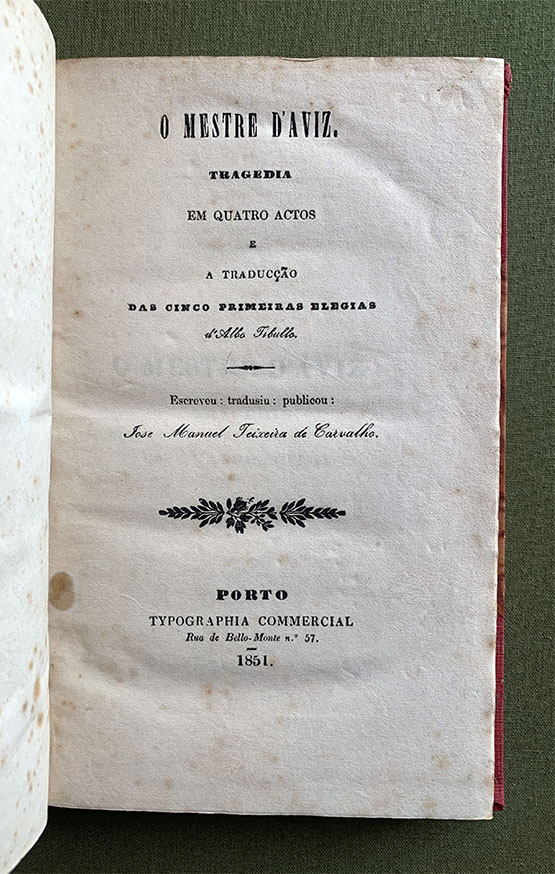 O MESTRE D'AVIZ.
TRAGEDIA
EM QUATRO ACTOS
E
A TRADUCÇÃO
DAS CINCO PRIMEIRAS ELEGIAS
d'Albo Tibullo.
Escreveu : tradusiu : publicou :
Jose Manuel Teixeira de Carvalho.
PORTO
TYPOGRAPHIA COMMERCIAL
Rua de Bello-Monte n.º 57.
1851.